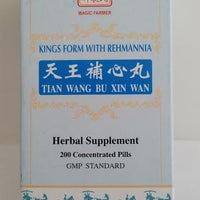 MAGIC FARMER
KINGS FORM WITH REHMANNIA
天王補心丸
TIAN WANG BU XIN WAN
Herbal Supplement
200 Concentrated Pills
GMP STANDARD